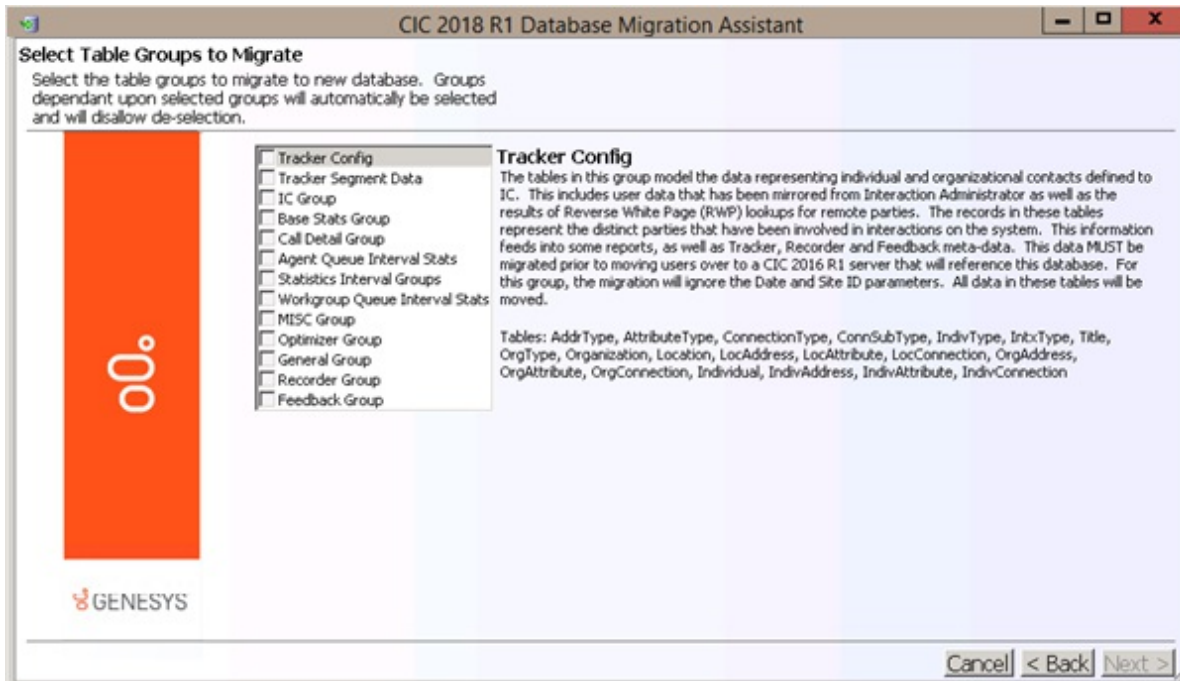 CIC 2018 R1 Database Migration Assistant
Select Table Groups to Migrate
Select the table groups to migrate to new database. Groups
dependant upon selected groups will automatically be selected
and will disallow de-selection.
Tracker Config
Tracker Segment Data
IC Group
Base Stats Group
Call Detail Group
Agent Queue Interval Stats
Statistics Interval Groups
Workgroup Queue Interval Stats
MISC Group
Optimizer Group
General Group
Recorder Group
Feedback Group
Tracker Config
The tables in this group model the data representing individual and organizational contacts defined to
IC. This includes user data that has been mirrored from Interaction Administrator as well as the
results of Reverse White Page (RWP) lookups for remote parties. The records in these tables
represent the distinct parties that have been involved in interactions on the system. This information
feeds into some reports, as well as Tracker, Recorder and Feedback meta-data. This data MUST be
migrated prior to moving users over to a CIC 2016 R1 server that will reference this database. For
this group, the migration will ignore the Date and Site ID parameters. All data in these tables will be
moved.
Tables: AddrType, AttributeType, ConnectionType, ConnSubType, IndivType, IntxType, Title,
OrgType, Organization, Location, LocAddress, LocAttribute, LocConnection, OrgAddress,
OrgAttribute, OrgConnection, Individual, IndivAddress, IndivAttribute, IndivConnection
GENESYS
Cancel < Back Next >